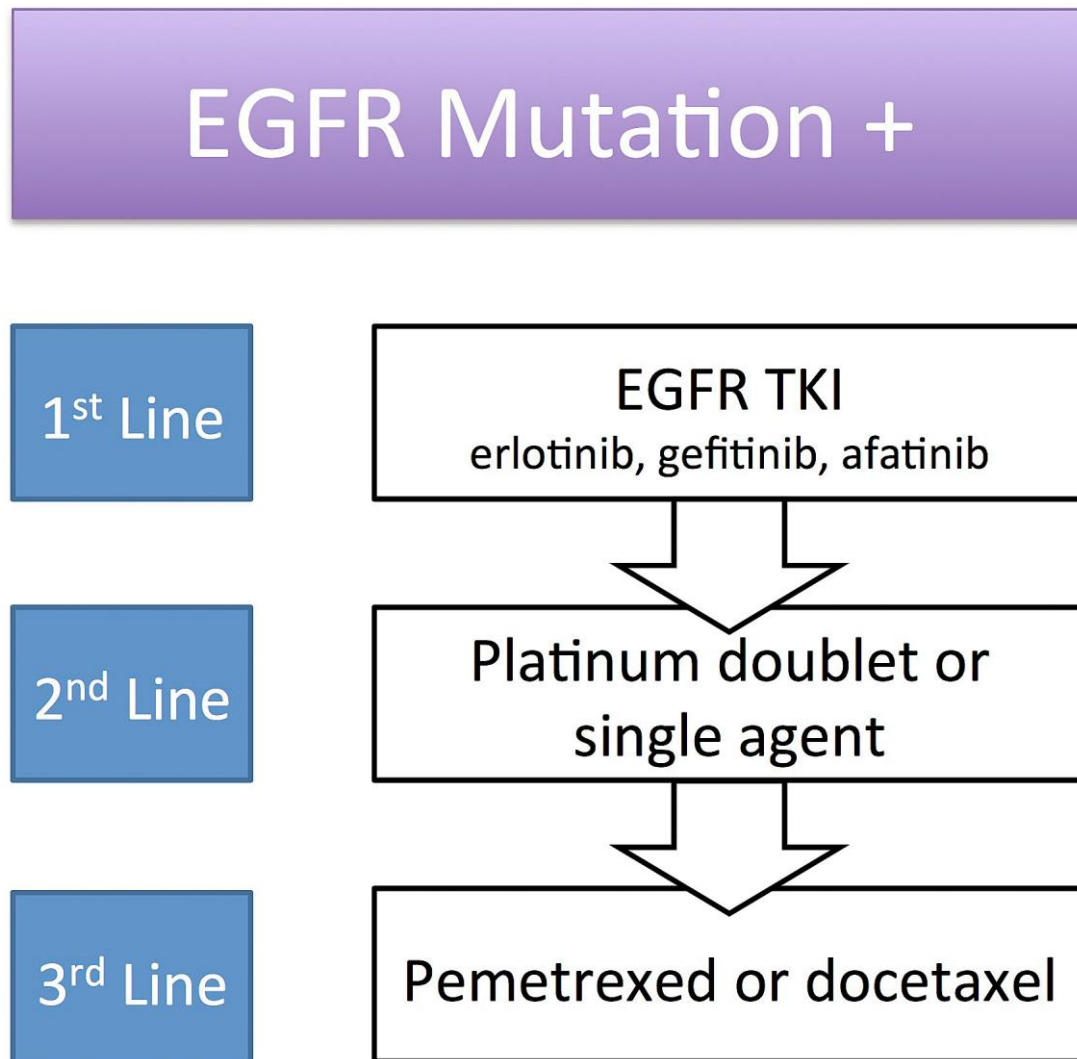 EGFR Mutation +
1st Line
EGFR TKI
erlotinib, gefitinib, afatinib
2nd Line
Platinum doublet or
single agent
3rd Line
Pemetrexed or docetaxel